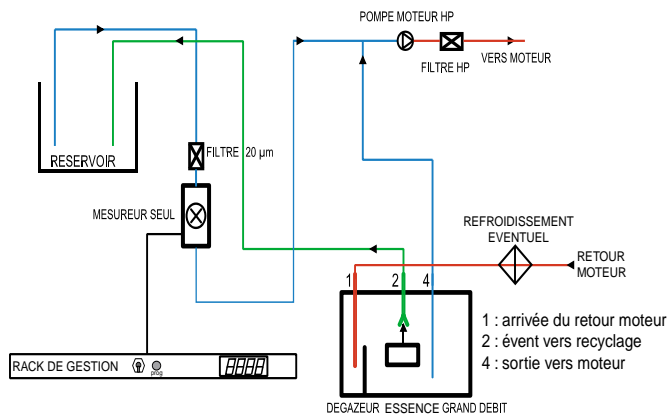 POMPE MOTEUR HP
VERS MOTEUR
FILTRE HP
RESERVOIR
FILTRE 20 µm
MESUREUR SEUL
REFROIDISSEMENT
EVENTUEL
RETOUR
MOTEUR
1 2 4
1 : arrivée du retour moteur
2 : évent vers recyclage
4 : sortie vers moteur
RACK DE GESTION
prog
8888
DEGAZEUR ESSENCE GRAND DEBIT